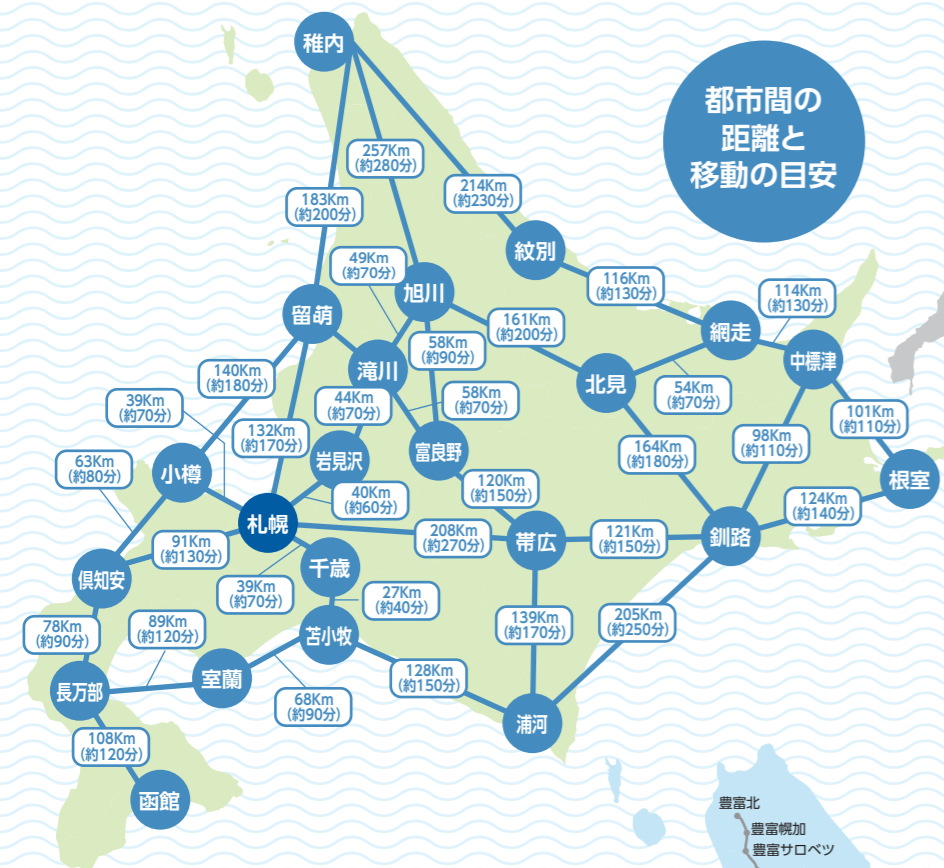 都市間の
距離と
移動の目安
稚内
257Km
(約280分)
183Km
(約200分)
214Km
(約230分)
紋別
49Km
(約70分)
旭川
116Km
(約130分)
114Km
(約130分)
留萌
161Km
(約200分)
網走
58Km
(約90分)
中標津
滝川
北見
140Km
(約180分)
54Km
(約70分)
39Km
(約70分)
44Km
(約70分)
58Km
(約70分)
101Km
(約110分)
132Km
(約170分)
164Km
(約180分)
98Km
(約110分)
岩見沢
富良野
63Km
(約80分)
小樽
根室
120Km
(約150分)
40Km
(約60分)
124Km
(約140分)
札幌
208Km
(約270分)
帯広
121Km
(約150分)
釧路
91Km
(約130分)
千歳
倶知安
39Km
(約70分)
27Km
(約40分)
78Km
(約90分)
89Km
(約120分)
苫小牧
139Km
(約170分)
205Km
(約250分)
室蘭
128Km
(約150分)
長万部
68Km
(約90分)
浦河
108Km
(約120分)
函館
豊富北
豊富幌加
豊富サロベツ